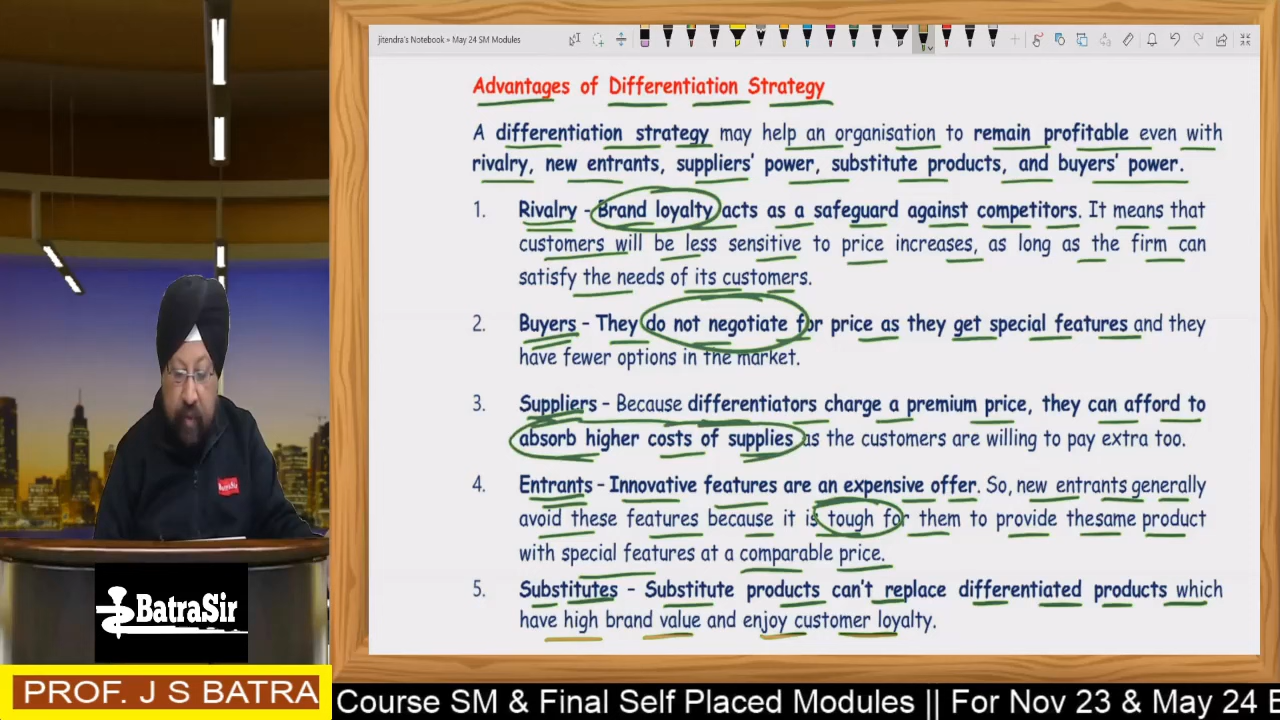 jitendra's Notebook » May 24 SM Modules
Advantages of Differentiation Strategy
A differentiation strategy may help an organisation to remain profitable even with
rivalry, new entrants, suppliers' power, substitute products, and buyers' power.
1. Rivalry - Brand loyalty acts as a safeguard against competitors. It means that
customers will be less sensitive to price increases, as long as the firm can
satisfy the needs of its customers.
2. Buyers - They do not negotiate for price as they get special features and they
have fewer options in the market.
3. Suppliers - Because differentiators charge a premium price, they can afford to
absorb higher costs of supplies as the customers are willing to pay extra too.
4. Entrants - Innovative features are an expensive offer. So, new entrants generally
avoid these features because it is tough for them to provide thesame product
with special features at a comparable price.
5. Substitutes - Substitute products can't replace differentiated products which
have high brand value and enjoy customer loyalty.
BatraSir
BatraSir
PROF. J S BATRA
Course SM & Final Self Placed Modules || For Nov 23 & May 24 E